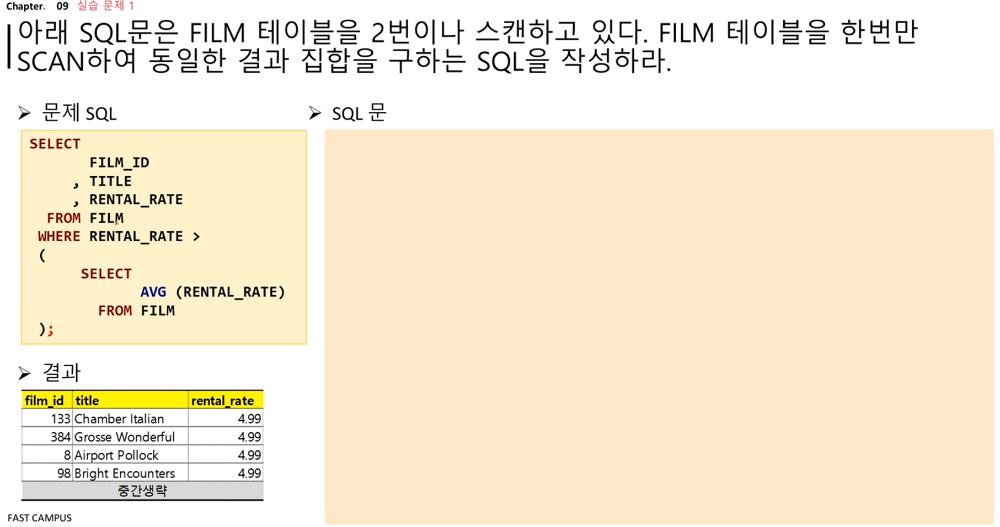 Chapter. 09 실습 문제 1
아래 SQL문은 FILM 테이블을 2번이나 스캔하고 있다. FILM 테이블을 한번만
SCAN하여 동일한 결과 집합을 구하는 SQL을 작성하라.
➢ 문제 SQL
SELECT
FILM_ID
, TITLE
, RENTAL_RATE
FROM FILM
WHERE RENTAL_RATE >
(
SELECT
AVG (RENTAL_RATE)
FROM FILM
);
➢ SQL 문
➢ 결과
film_id title rental_rate
133 Chamber Italian 4.99
384 Grosse Wonderful 4.99
8 Airport Pollock 4.99
98 Bright Encounters 4.99
중간생략
FAST CAMPUS